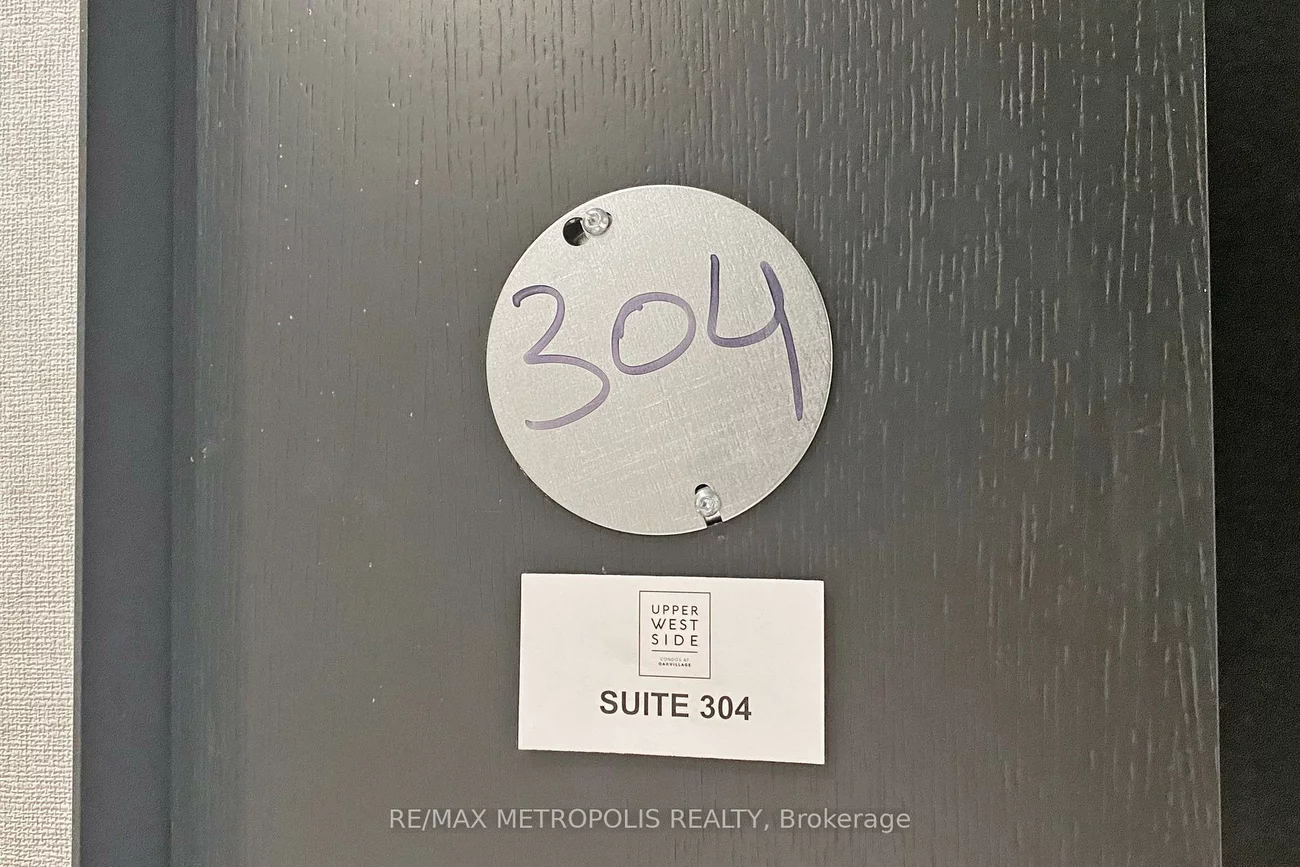 304
UPPER
WEST
SIDE
CONDOS AT
OAKVILLAGE
SUITE 304
RE/MAX METROPOLIS REALTY, Brokerage